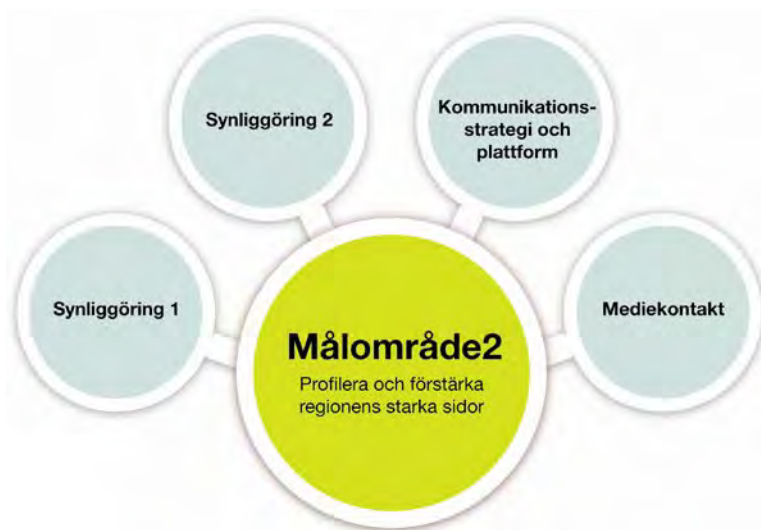 Synliggöring 2
Kommunikations-
strategi och
plattform
Synliggöring 1
Mediekontakt
Målområde2
Profilera och förstärka
regionens starka sidor